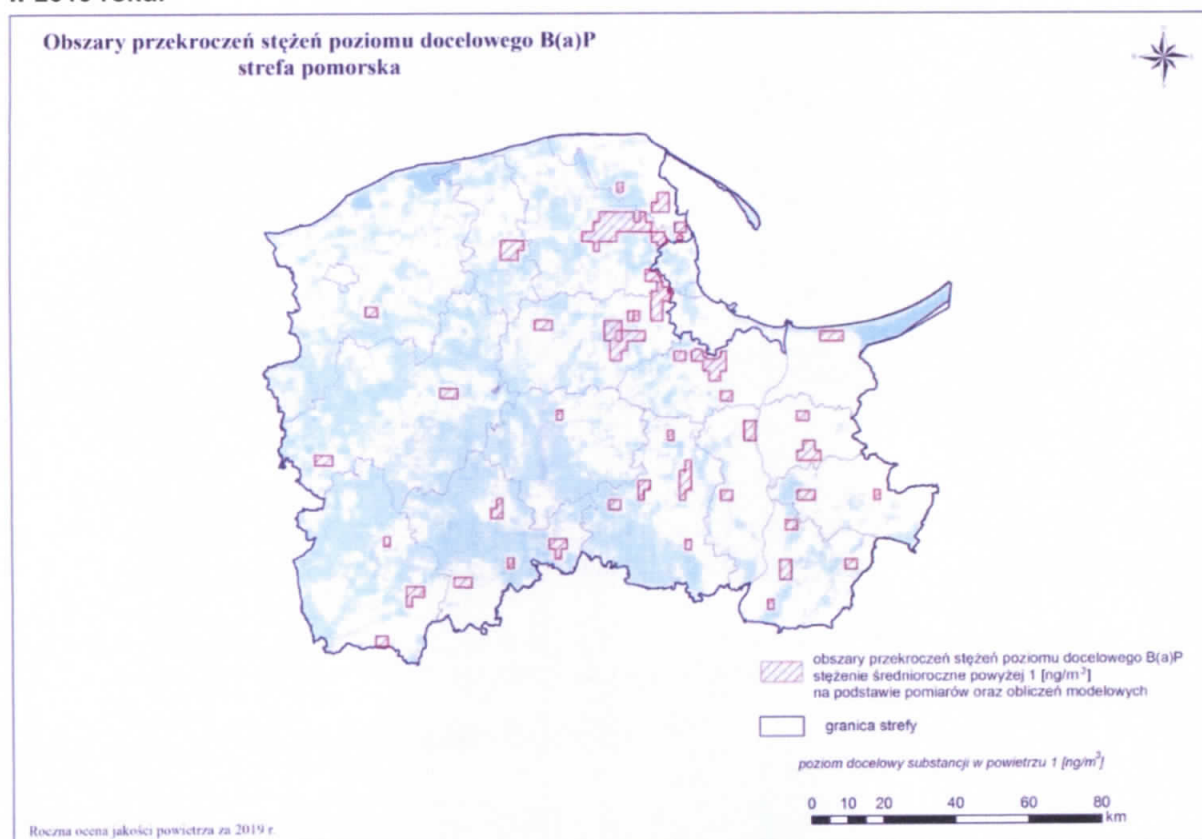 Obszary przekroczeń stężeń poziomu docelowego B(a)P
strefa pomorska
obszary przekroczeń stężeń poziomu docelowego B(a)P
stężenie średnioroczne powyżej 1 [ng/m³]
na podstawie pomiarów oraz obliczeń modelowych
granica strefy
poziom docelowy substancji w powietrzu 1 [ng/m³]
0 10 20 40 60 80
km
Roczna ocena jakości powietrza za 2019 r.